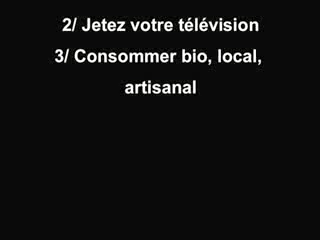 2/ Jetez votre télévision
3/ Consommer bio, local,
artisanal